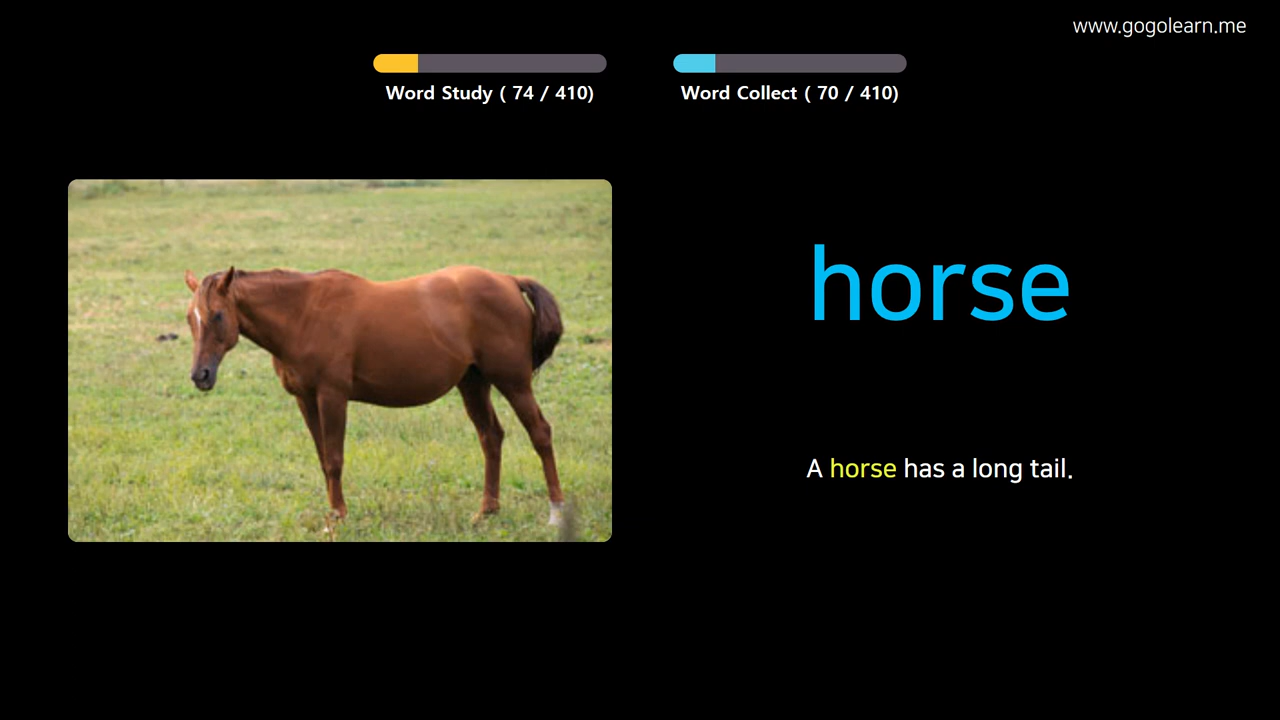 www.gogolearn.me
Word Study ( 74 / 410)
Word Collect ( 70 / 410)
horse
A horse has a long tail.